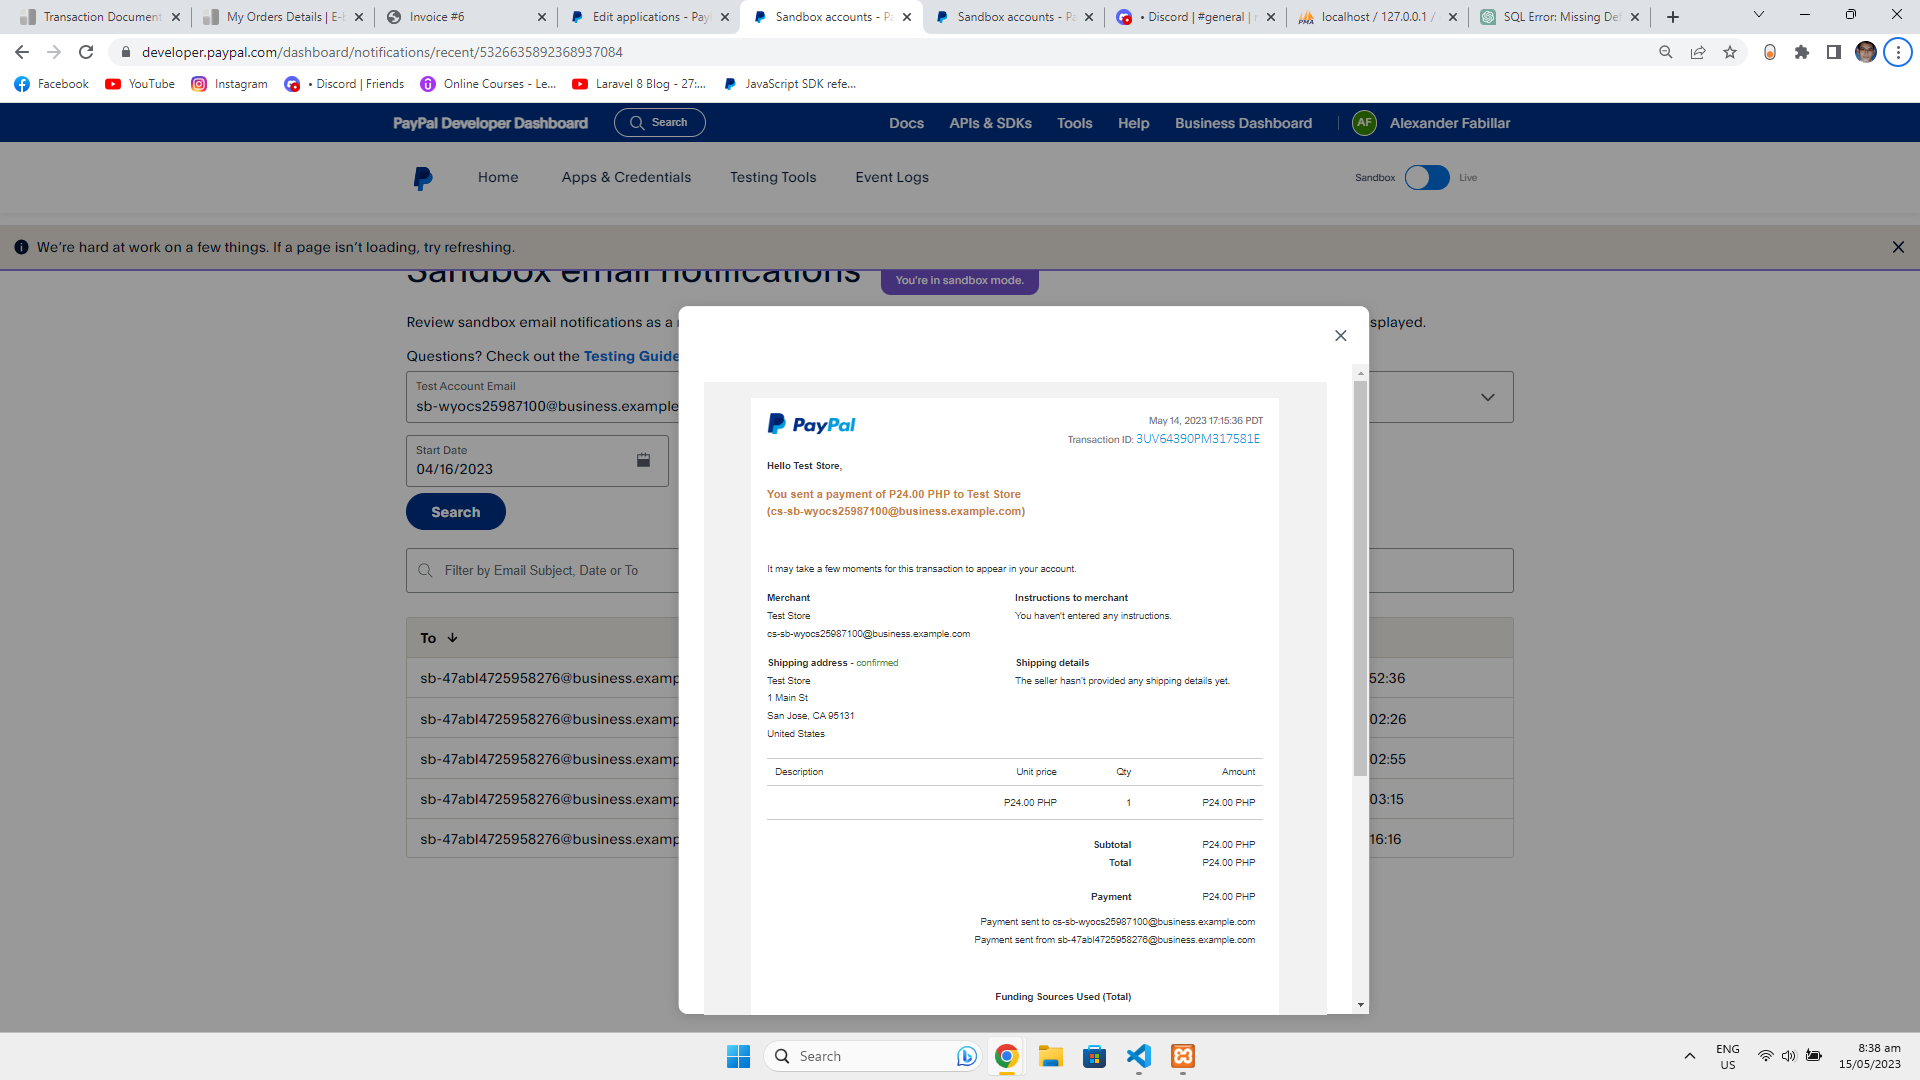 Transaction Document
My Orders Details | E-
Invoice #6
Edit applications - Pay
Sandbox accounts - Pa
Sandbox accounts - Pa
• Discord | #general |
localhost / 127.0.0.1 /
SQL Error: Missing De
developer.paypal.com/dashboard/notifications/recent/5326635892368937084
Facebook
YouTube
Instagram
• Discord | Friends
Online Courses - Le...
Laravel 8 Blog - 27:...
JavaScript SDK refe...
PayPal Developer Dashboard
Search
Docs
APIs & SDKs
Tools
Help
Business Dashboard
AF
Alexander Fabillar
Home
Apps & Credentials
Testing Tools
Event Logs
Sandbox
Live
We're hard at work on a few things. If a page isn't loading, try refreshing.
Sandbox email notifications
You're in sandbox mode.
Review sandbox email notifications as a
splayed.
Questions? Check out the Testing Guide
Test Account Email
sb-wyocs25987100@business.example
Start Date
04/16/2023
Search
Filter by Email Subject, Date or To
To
sb-47abl4725958276@business.examp
52:36
sb-47abl4725958276@business.examp
02:26
sb-47abl4725958276@business.examp
02:55
sb-47abl4725958276@business.examp
03:15
sb-47abl4725958276@business.examp
16:16
PayPal
May 14, 2023 17:15:36 PDT
Transaction ID: 3UV64390PM317581E
Hello Test Store,
You sent a payment of P24.00 PHP to Test Store
(cs-sb-wyocs25987100@business.example.com)
It may take a few moments for this transaction to appear in your account.
Merchant
Test Store
cs-sb-wyocs25987100@business.example.com
Instructions to merchant
You haven't entered any instructions.
Shipping address - confirmed
Test Store
1 Main St
San Jose, CA 95131
United States
Shipping details
The seller hasn't provided any shipping details yet.
Description Unit price Qty Amount
P24.00 PHP 1 P24.00 PHP
Subtotal P24.00 PHP
Total P24.00 PHP
Payment P24.00 PHP
Payment sent to cs-sb-wyocs25987100@business.example.com
Payment sent from sb-47abl4725958276@business.example.com
Funding Sources Used (Total)
Search
ENG
US
8:38 am
15/05/2023